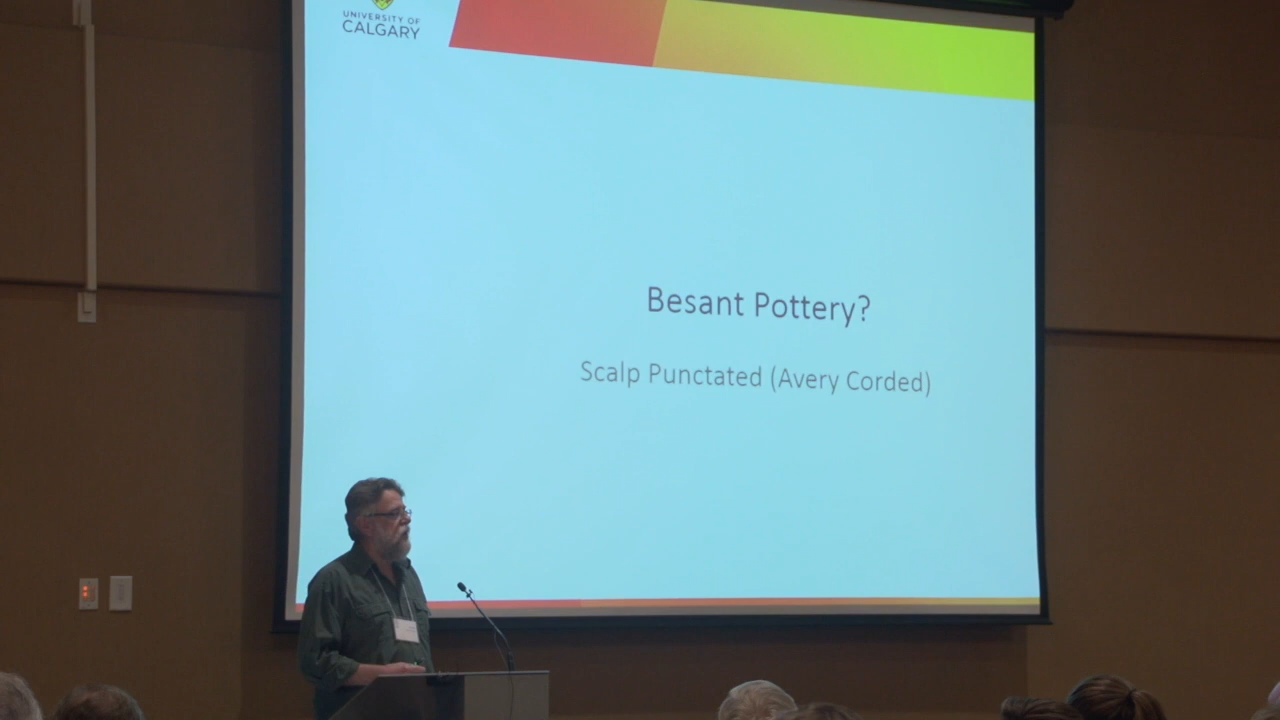 UNIVERSITY OF
CALGARY
Besant Pottery?
Scalp Punctated (Avery Corded)